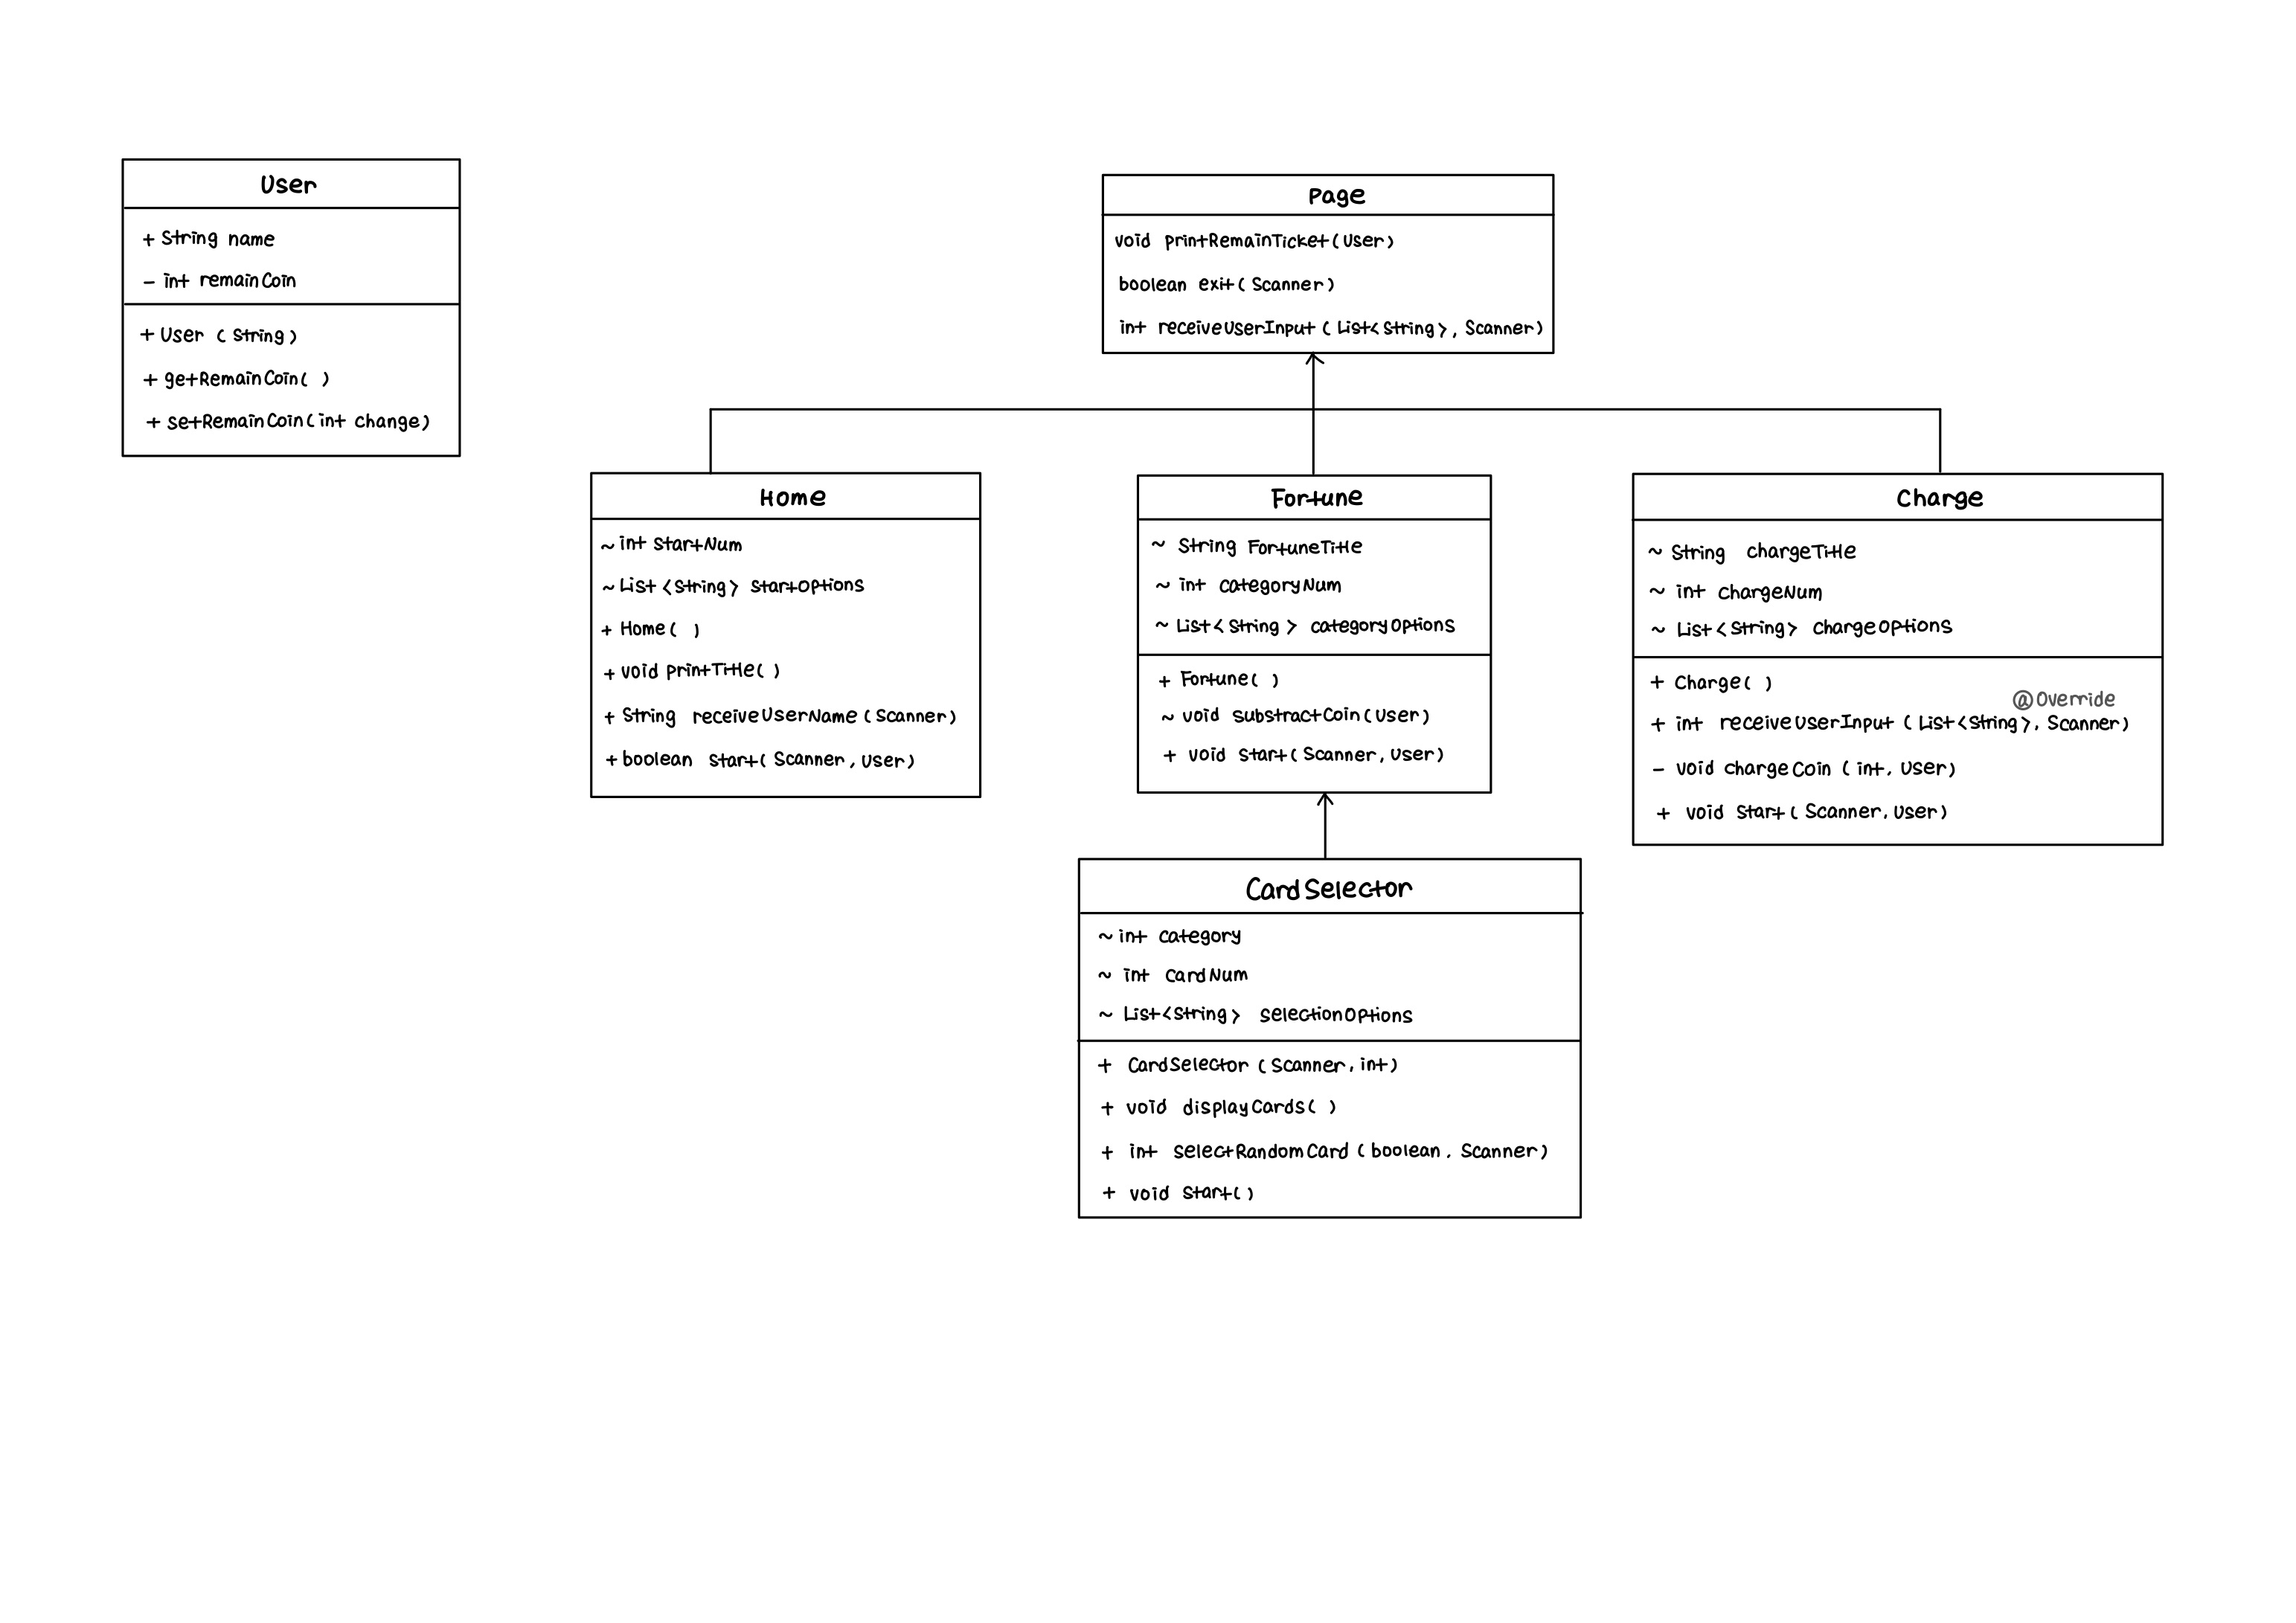 User
+ String name
- int remainCoin
+ User (String)
+ getRemainCoin( )
+ setRemainCoin(int change)
Page
void printRemainTicket(User)
boolean exit(Scanner)
int receiveUserInput (List<String>, Scanner)
Home
~ int startNum
~ List <String> startOptions
+ Home( )
+ void printTitle( )
+ String receiveUserName (Scanner)
+ boolean start( Scanner, User)
Fortune
~ String FortuneTitle
~ int categoryNum
~ List<String> categoryOptions
+ Fortune( )
~ void substractCoin(User)
+ void start(Scanner, User)
Charge
~ String chargeTitle
~ int chargeNum
~ List<String> chargeOptions
+ Charge( )
@Override
+ int receiveUserInput (List<String>, Scanner)
- void chargeCoin (int, User)
+ void start(Scanner, User)
CardSelector
~ int category
~ int cardNum
~ List<String> selectionOptions
+ CardSelector (Scanner, int)
+ void displayCards( )
+ int selectRandomCard (boolean, Scanner)
+ void start()